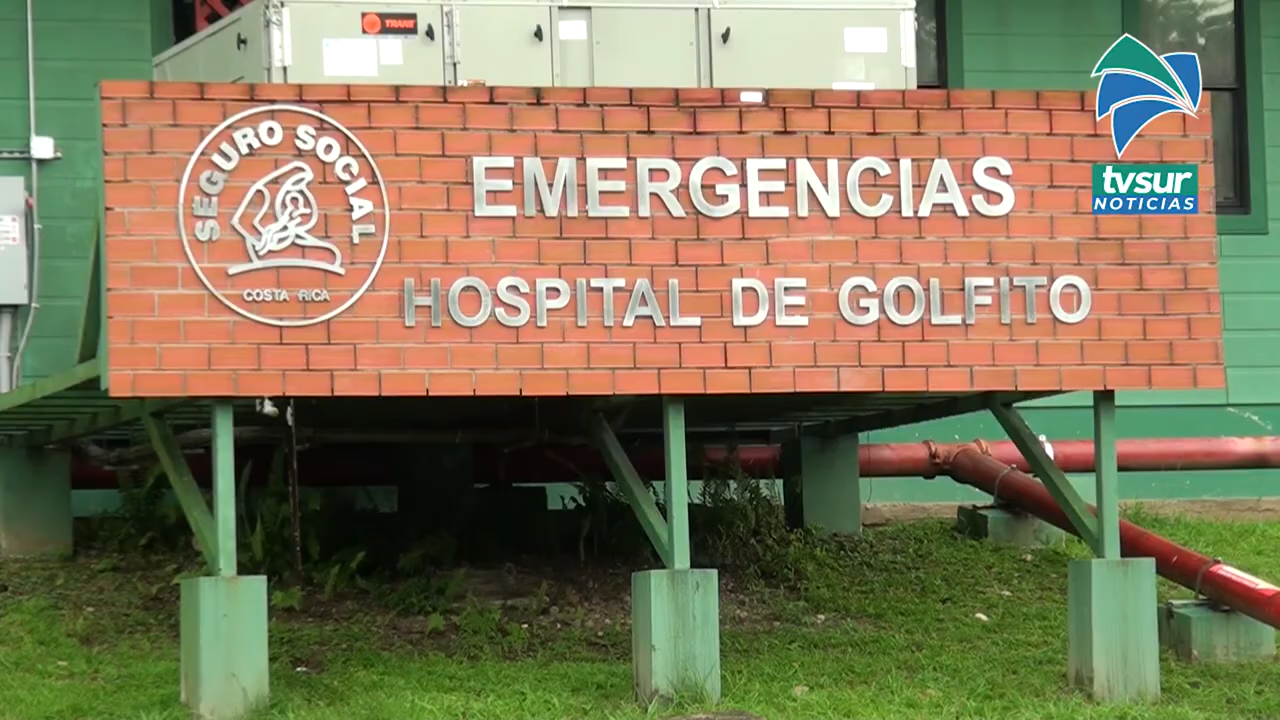 TRANE
SEGURO SOCIAL
COSTA RICA
EMERGENCIAS
HOSPITAL DE GOLFITO
tvsur
NOTICIAS